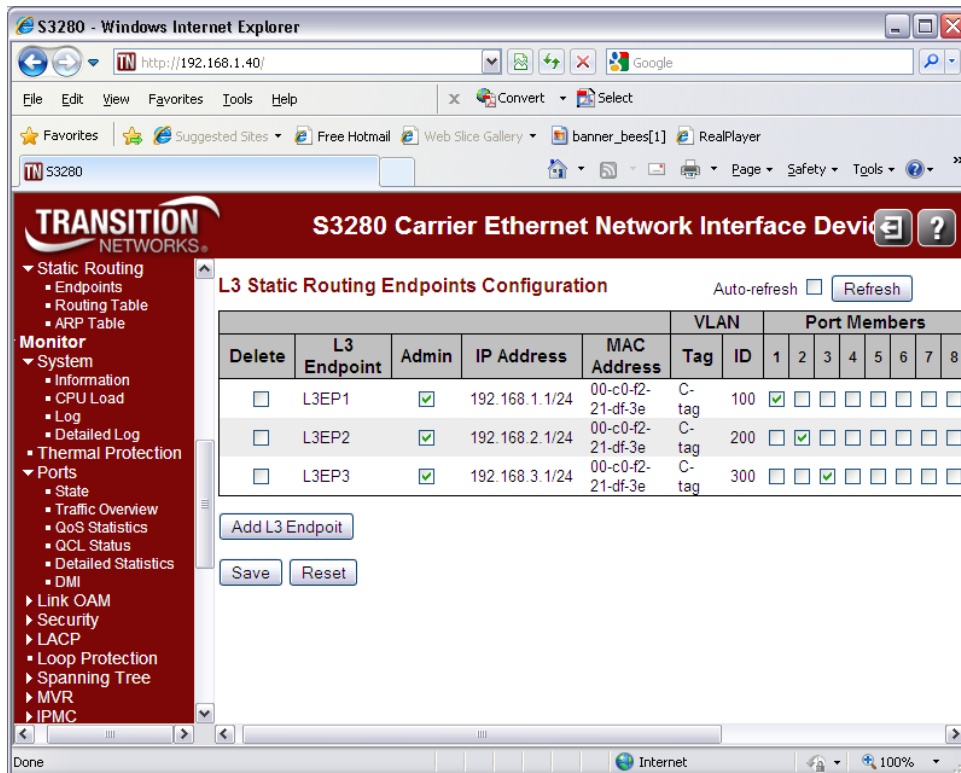 S3280 - Windows Internet Explorer
http://192.168.1.40/
Google
File Edit View Favorites Tools Help
Convert Select
Favorites Suggested Sites Free Hotmail Web Slice Gallery banner_bees[1] RealPlayer
S3280
Page Safety Tools
TRANSITION NETWORKS®
S3280 Carrier Ethernet Network Interface Devic
Static Routing
Endpoints
Routing Table
ARP Table
Monitor
System
Information
CPU Load
Log
Detailed Log
Thermal Protection
Ports
State
Traffic Overview
QoS Statistics
QCL Status
Detailed Statistics
DMI
Link OAM
Security
LACP
Loop Protection
Spanning Tree
MVR
IPMC
L3 Static Routing Endpoints Configuration
Auto-refresh Refresh
VLAN Port Members
Delete L3 Endpoint Admin IP Address MAC Address Tag ID 1 2 3 4 5 6 7 8
L3EP1 192.168.1.1/24 00-c0-f2-21-df-3e C-tag 100
L3EP2 192.168.2.1/24 00-c0-f2-21-df-3e C-tag 200
L3EP3 192.168.3.1/24 00-c0-f2-21-df-3e C-tag 300
Add L3 Endpoit
Save Reset
Done Internet 100%